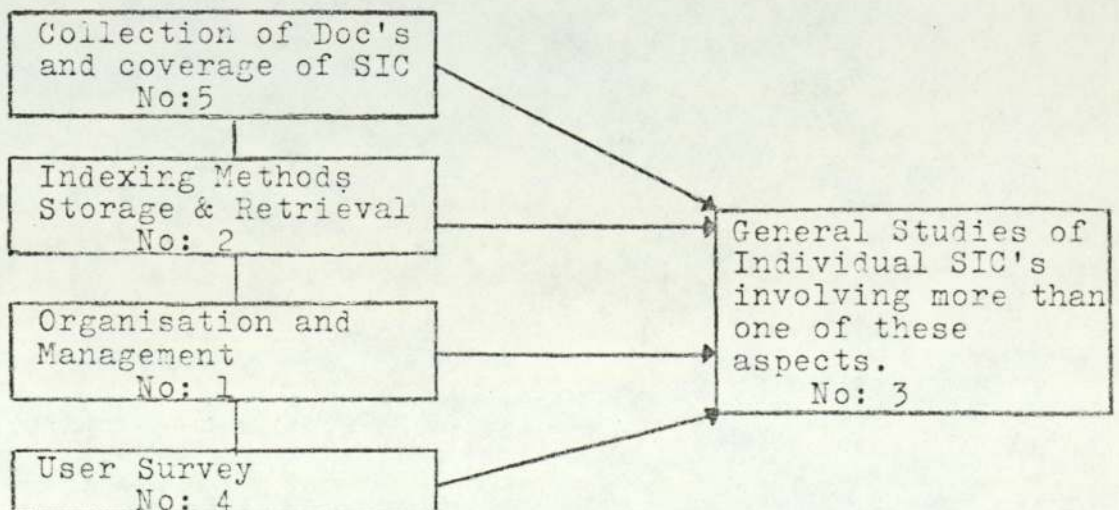 Collection of Doc's
and coverage of SIC
No:5
Indexing Methods
Storage & Retrieval
No: 2
Organisation and
Management
No: 1
User Survey
No: 4
General Studies of
Individual SIC's
involving more than
one of these
aspects.
No: 3